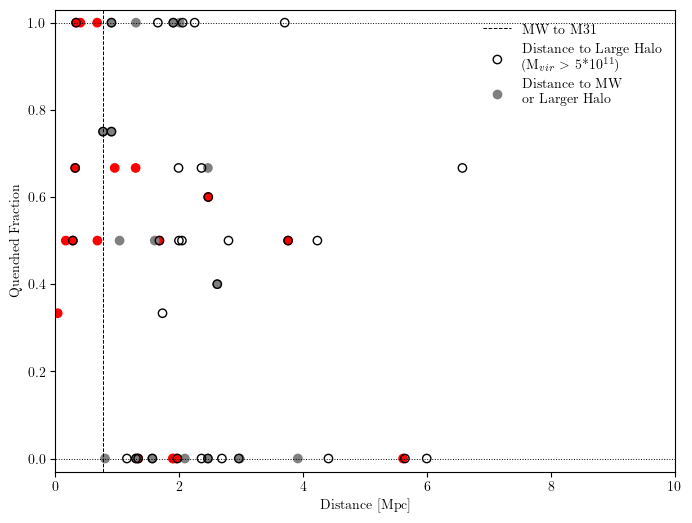 MW to M31
Distance to Large Halo
(M_vir > 5*10^11)
Distance to MW
or Larger Halo
1.0
0.8
0.6
0.4
0.2
0.0
Quenched Fraction
0 2 4 6 8 10
Distance [Mpc]